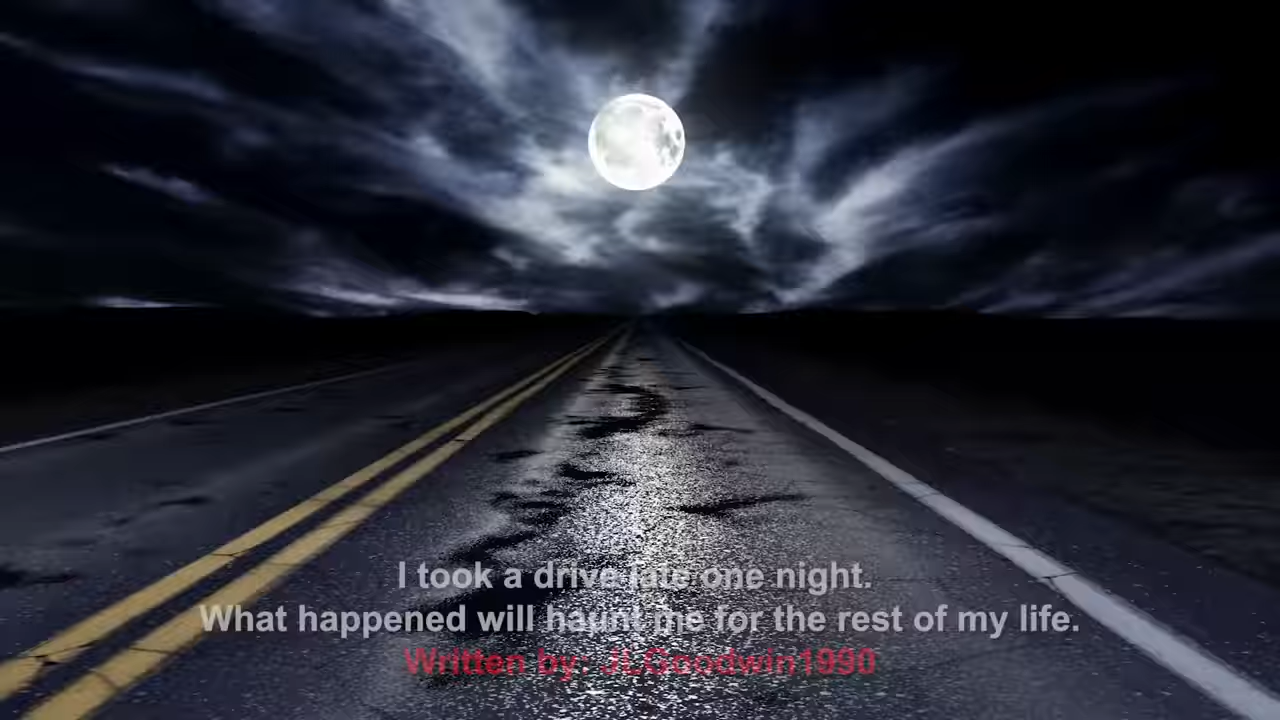 I took a drive late one night.
What happened will haunt me for the rest of my life.
Written by: JLGoodwin1990